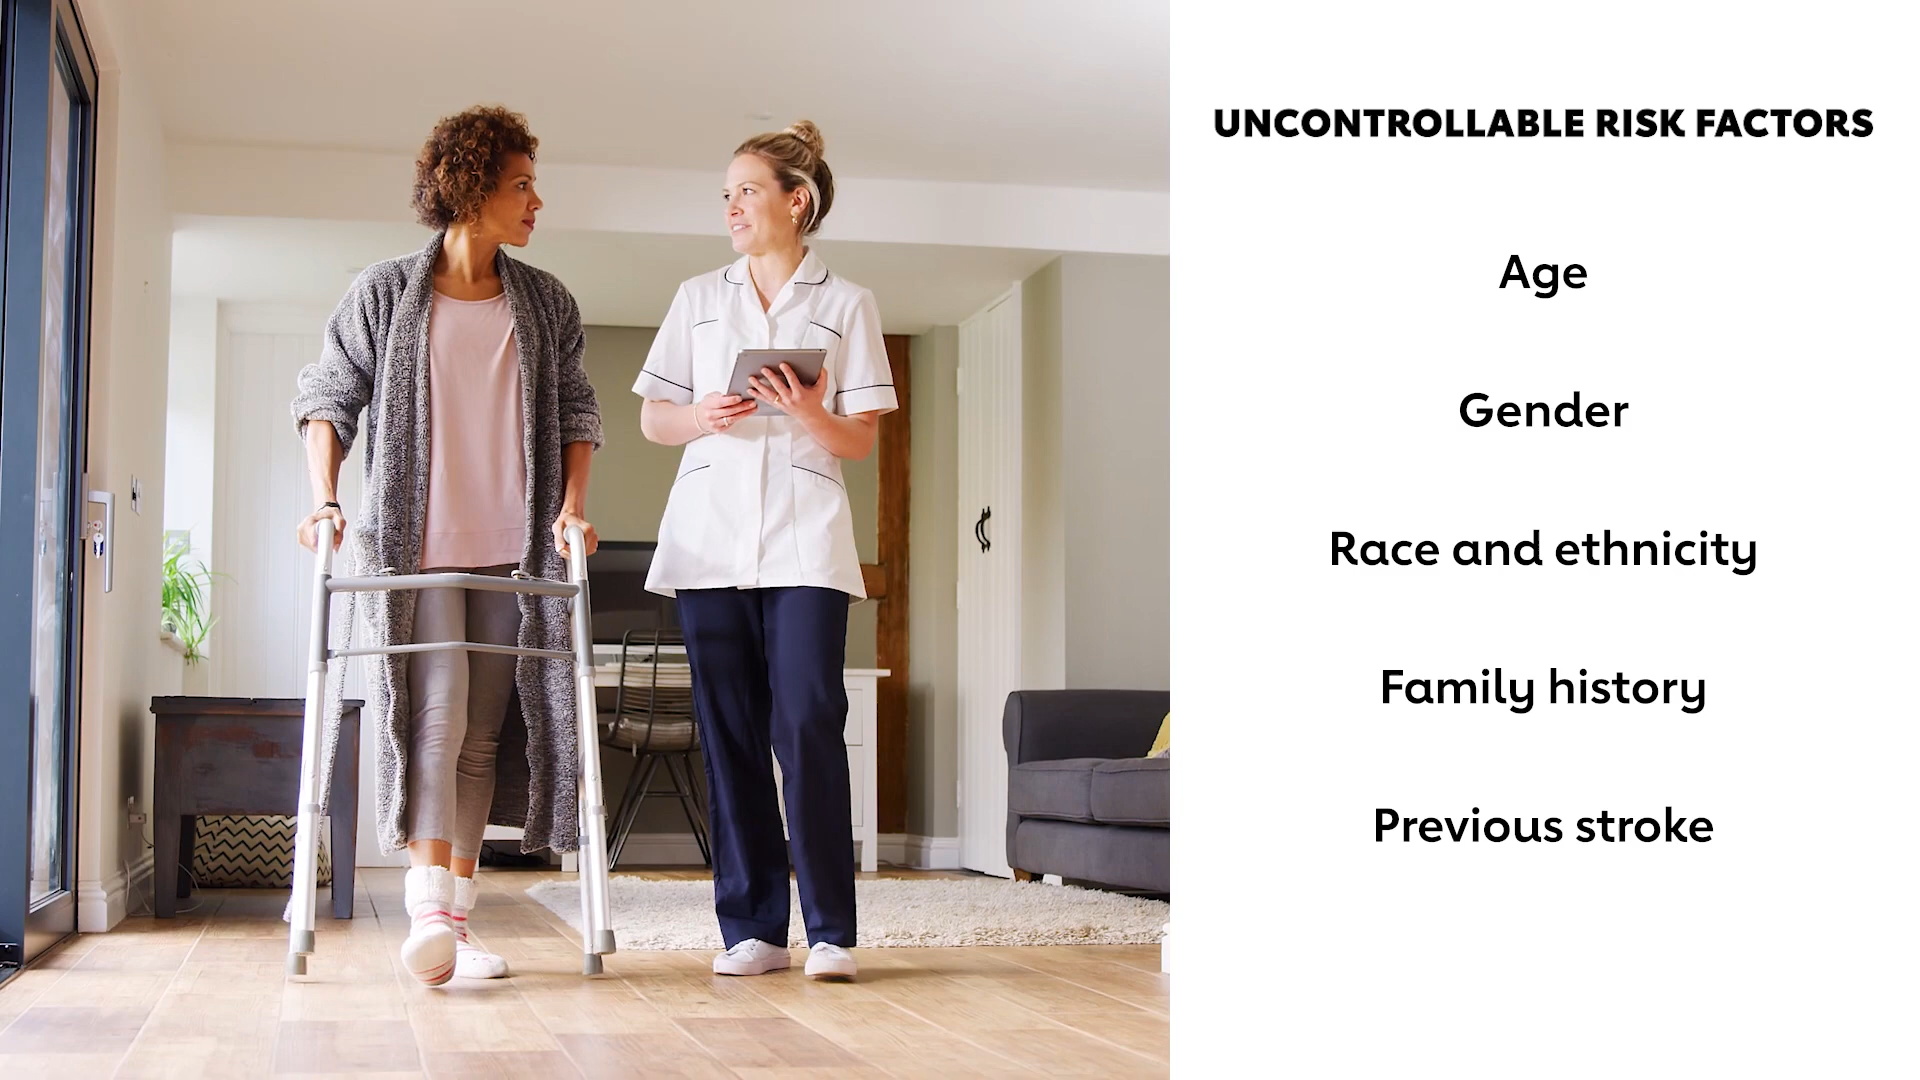 UNCONTROLLABLE RISK FACTORS
Age
Gender
Race and ethnicity
Family history
Previous stroke